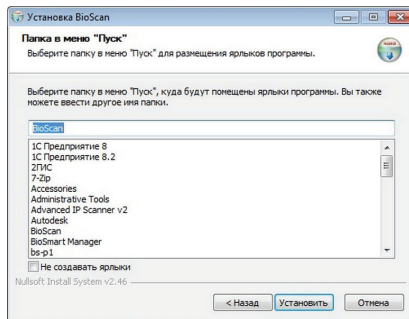 Установка BioScan
Папка в меню "Пуск"
Выберите папку в меню "Пуск" для размещения ярлыков программы.
Выберите папку в меню "Пуск", куда будут помещены ярлыки программы. Вы также
можете ввести другое имя папки.
BioScan
1С Предприятие 8
1С Предприятие 8.2
2ГИС
7-Zip
Accessories
Administrative Tools
Advanced IP Scanner v2
Autodesk
BioScan
BioSmart Manager
bs-p1
Не создавать ярлыки
Nullsoft Install System v2.46
< Назад
Установить
Отмена